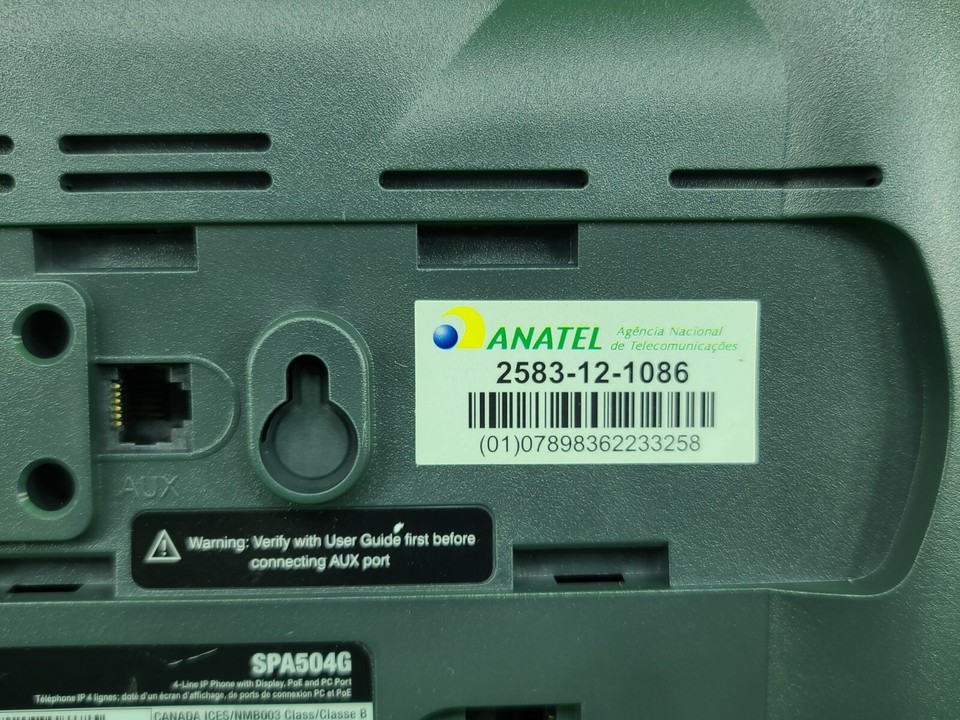 ANATEL Agência Nacional
de Telecomunicações
2583-12-1086
(01)07898362233258
AUX
Warning: Verify with User Guide first before
connecting AUX port
SPA504G
4-Line IP Phone with Display, PoE and PC Port
Téléphone IP 4 lignes; doté d'un écran d'affichage, de ports de connexion PC et PoE
CANADA ICES/NMB003 Class/Classe B